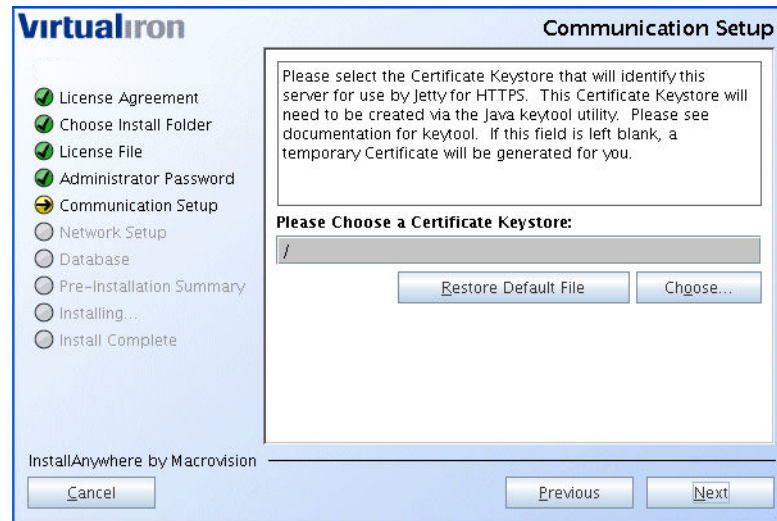 Virtualiron
Communication Setup
License Agreement
Choose Install Folder
License File
Administrator Password
Communication Setup
Network Setup
Database
Pre-Installation Summary
Installing...
Install Complete
Please select the Certificate Keystore that will identify this
server for use by Jetty for HTTPS. This Certificate Keystore will
need to be created via the Java keytool utility. Please see
documentation for keytool. If this field is left blank, a
temporary Certificate will be generated for you.
Please Choose a Certificate Keystore:
/
Restore Default File
Choose...
InstallAnywhere by Macrovision
Cancel
Previous
Next